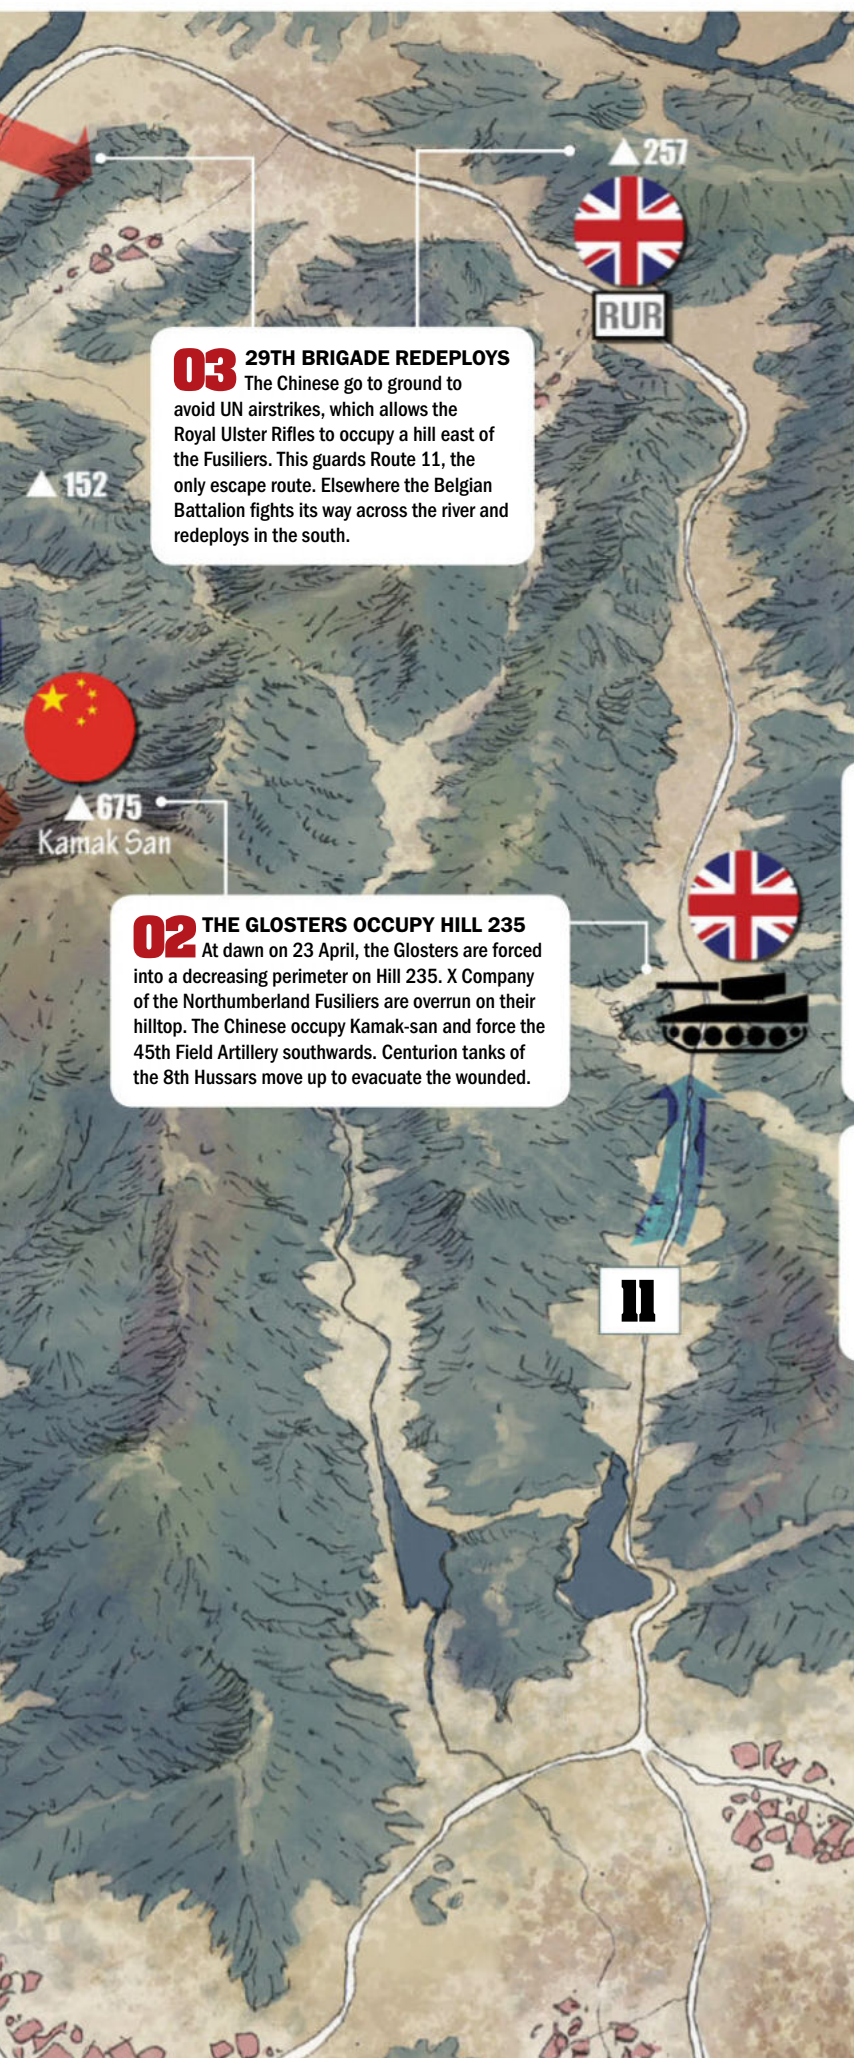 257
RUR
03 29TH BRIGADE REDEPLOYS
The Chinese go to ground to
avoid UN airstrikes, which allows the
Royal Ulster Rifles to occupy a hill east of
the Fusiliers. This guards Route 11, the
only escape route. Elsewhere the Belgian
Battalion fights its way across the river and
redeploys in the south.
152
675
Kamak San
02 THE GLOSTERS OCCUPY HILL 235
At dawn on 23 April, the Glosters are forced
into a decreasing perimeter on Hill 235. X Company
of the Northumberland Fusiliers are overrun on their
hilltop. The Chinese occupy Kamak-san and force the
45th Field Artillery southwards. Centurion tanks of
the 8th Hussars move up to evacuate the wounded.
11